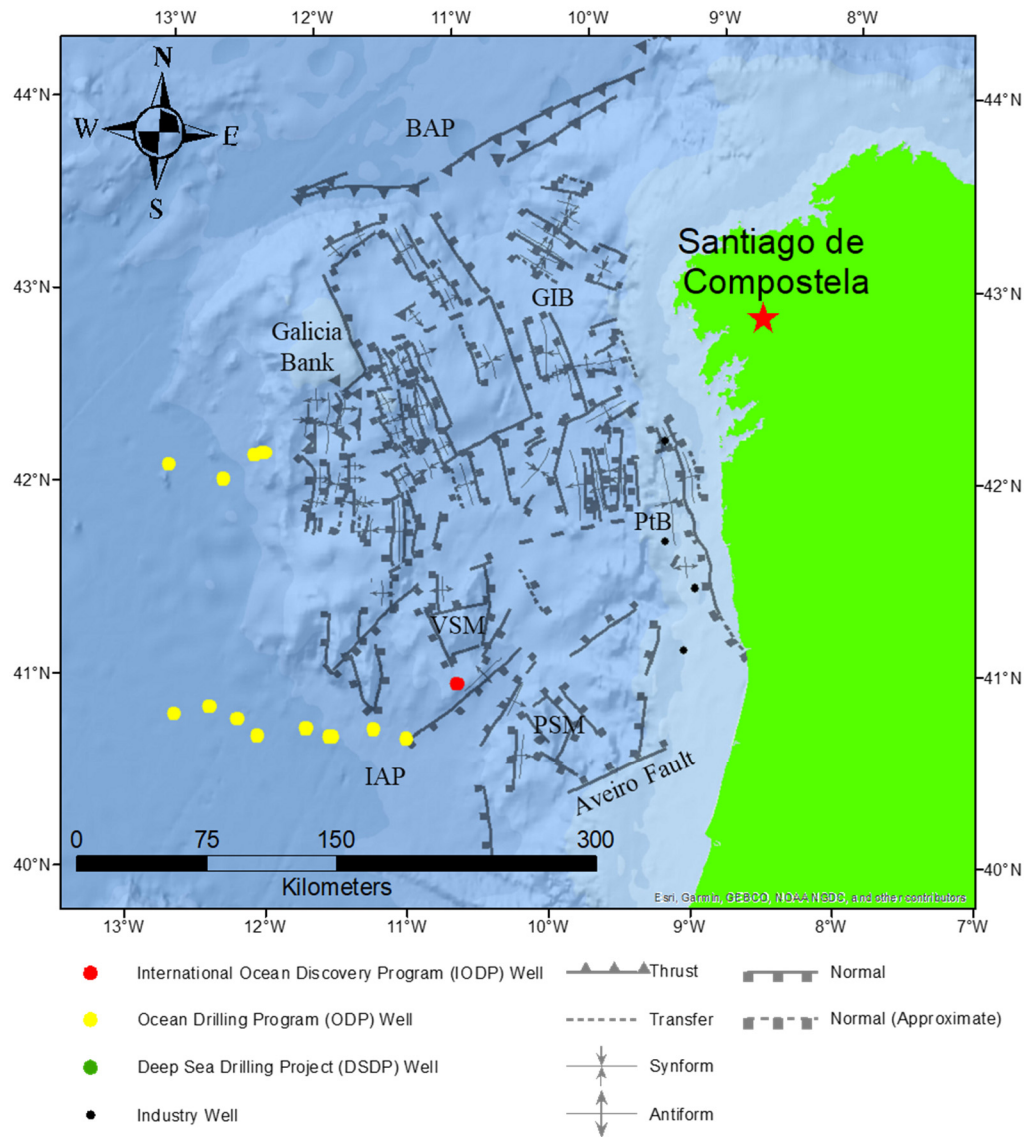 13°W 12°W 11°W 10°W 9°W 8°W
N
W E
S
44°N 44°N
BAP
Santiago de
Compostela
43°N 43°N
GIB
Galicia
Bank
42°N 42°N
PtB
VSM
41°N 41°N
PSM
IAP
Aveiro Fault
0 75 150 300
Kilometers
40°N 40°N
Esri, Garmin, GEBCO, NOAA NGDC, and other contributors
13°W 12°W 11°W 10°W 9°W 8°W 7°W
International Ocean Discovery Program (IODP) Well Thrust Normal
Ocean Drilling Program (ODP) Well Transfer Normal (Approximate)
Deep Sea Drilling Project (DSDP) Well Synform
Industry Well Antiform